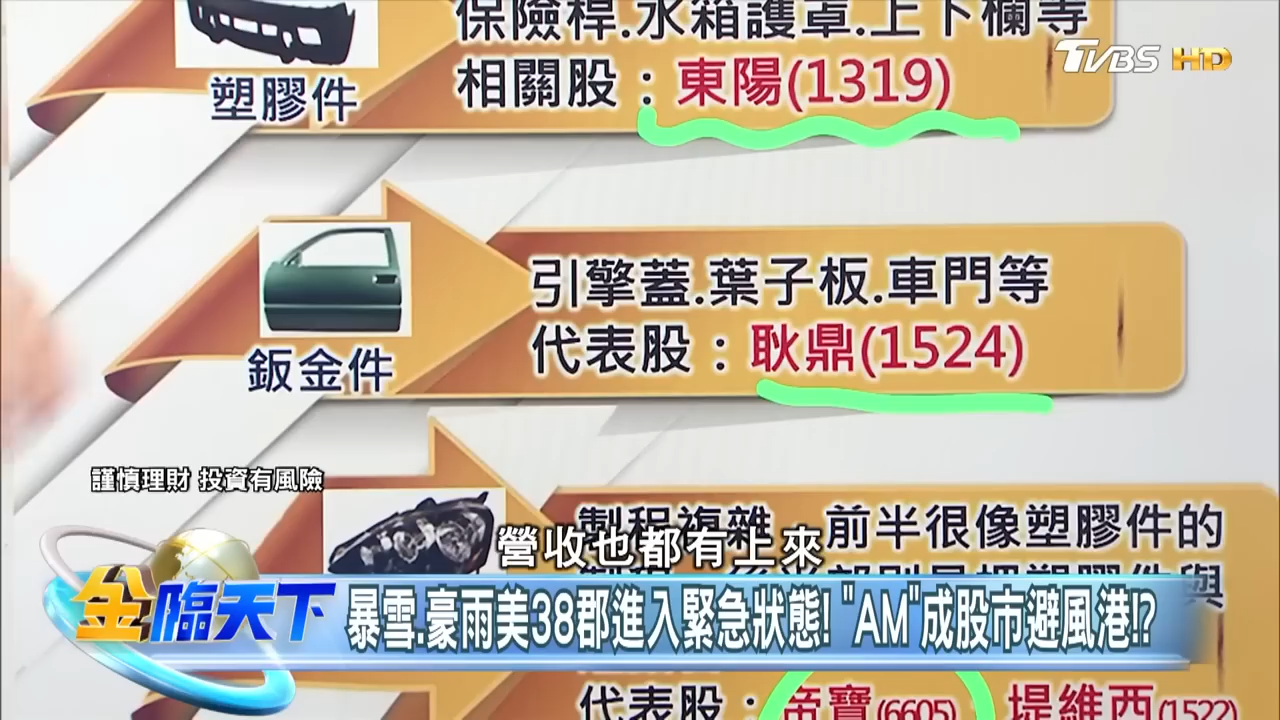 保險桿.水箱護罩.上下欄等
TVBS HD
塑膠件
相關股：東陽(1319)
引擎蓋.葉子板.車門等
鈑金件
代表股：耿鼎(1524)
謹慎理財 投資有風險
製程複雜 前半很像塑膠件的
營收也都有上來
金臨天下
暴雪.豪雨美38郡進入緊急狀態! "AM"成股市避風港!?
代表股：帝寶(6605) 堤維西(1522)